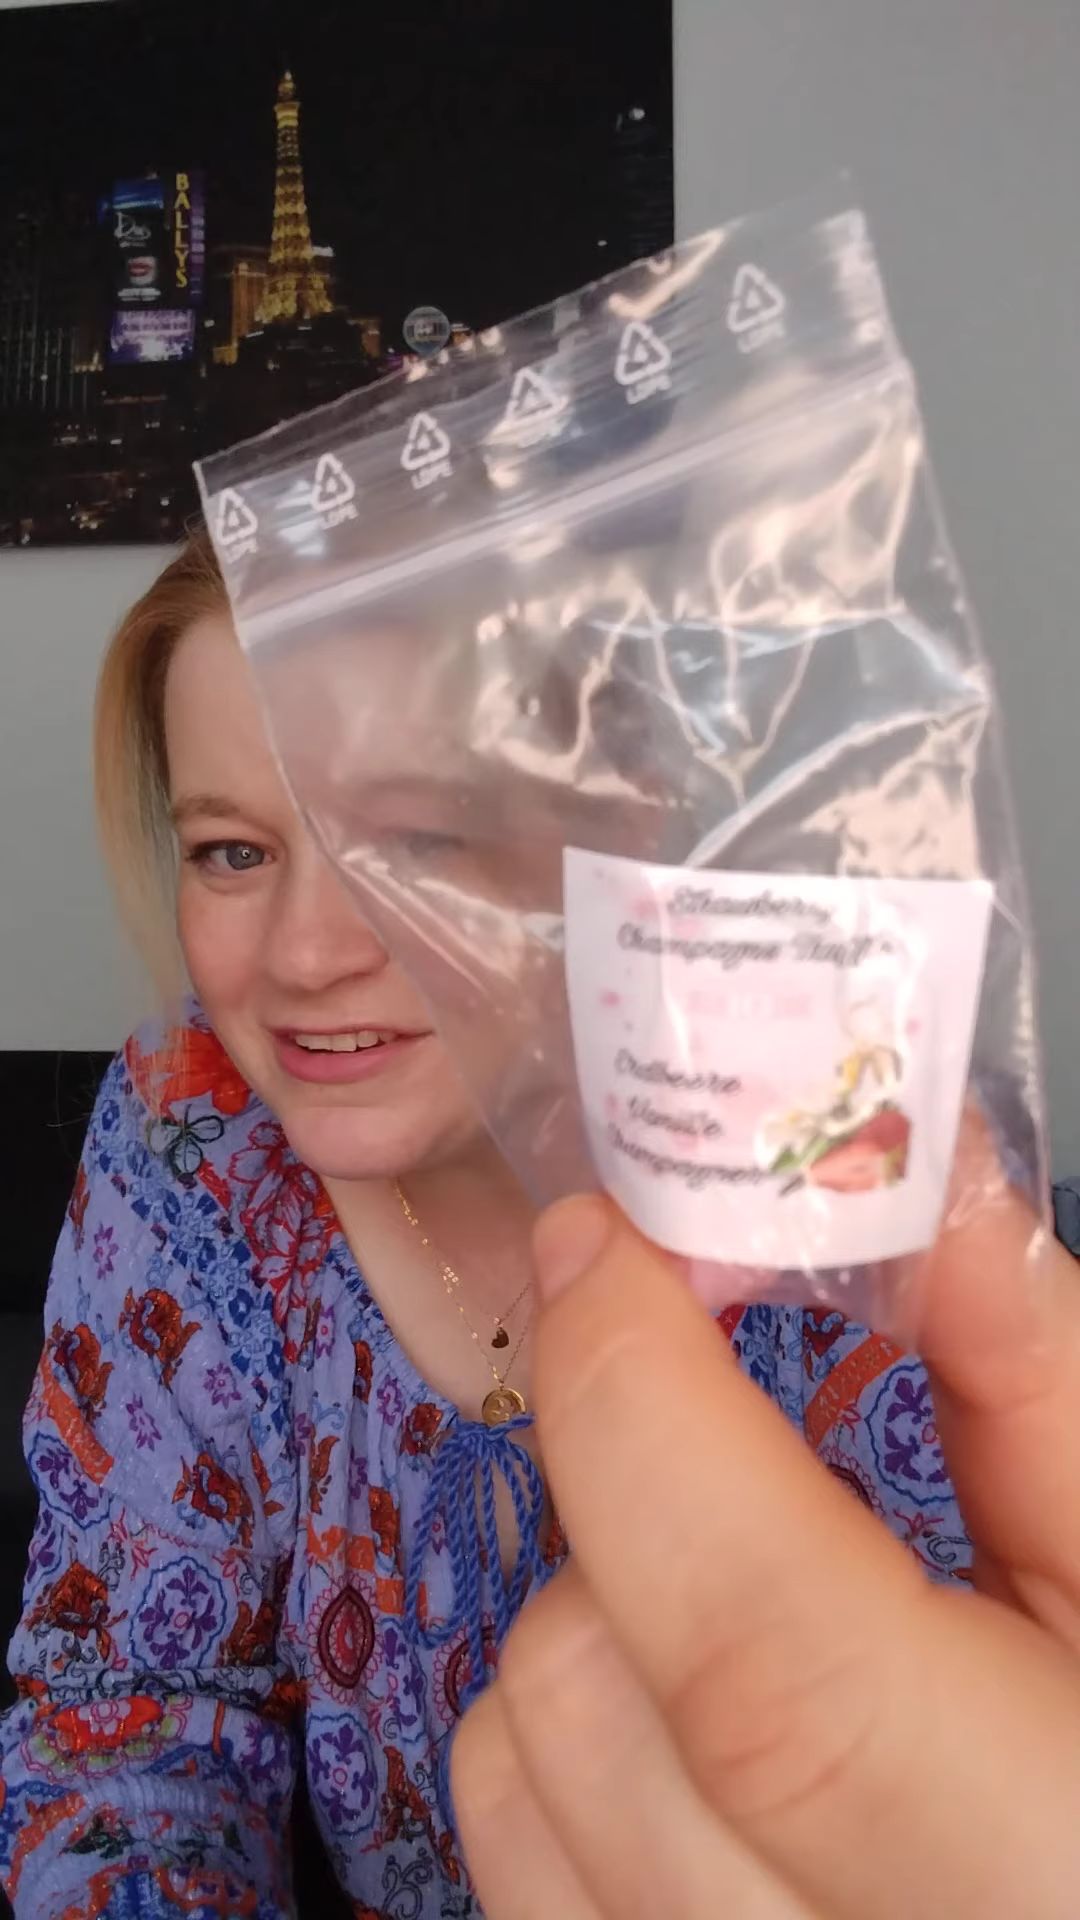 BALLYS
LDPE
LDPE
LDPE
LDPE
LDPE
LDPE
Strawberry
Champagne
Erdbeere
Vanille
Champagner